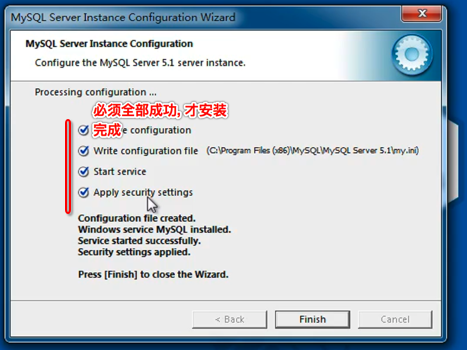 MySQL Server Instance Configuration Wizard
MySQL Server Instance Configuration
Configure the MySQL Server 5.1 server instance.
Processing configuration ...
必须全部成功, 才安装
完成
configuration
Write configuration file (C:\Program Files (x86)\MySQL\MySQL Server 5.1\my.ini)
Start service
Apply security settings
Configuration file created.
Windows service MySQL installed.
Service started successfully.
Security settings applied.
Press [Finish] to close the Wizard.
< Back Finish Cancel